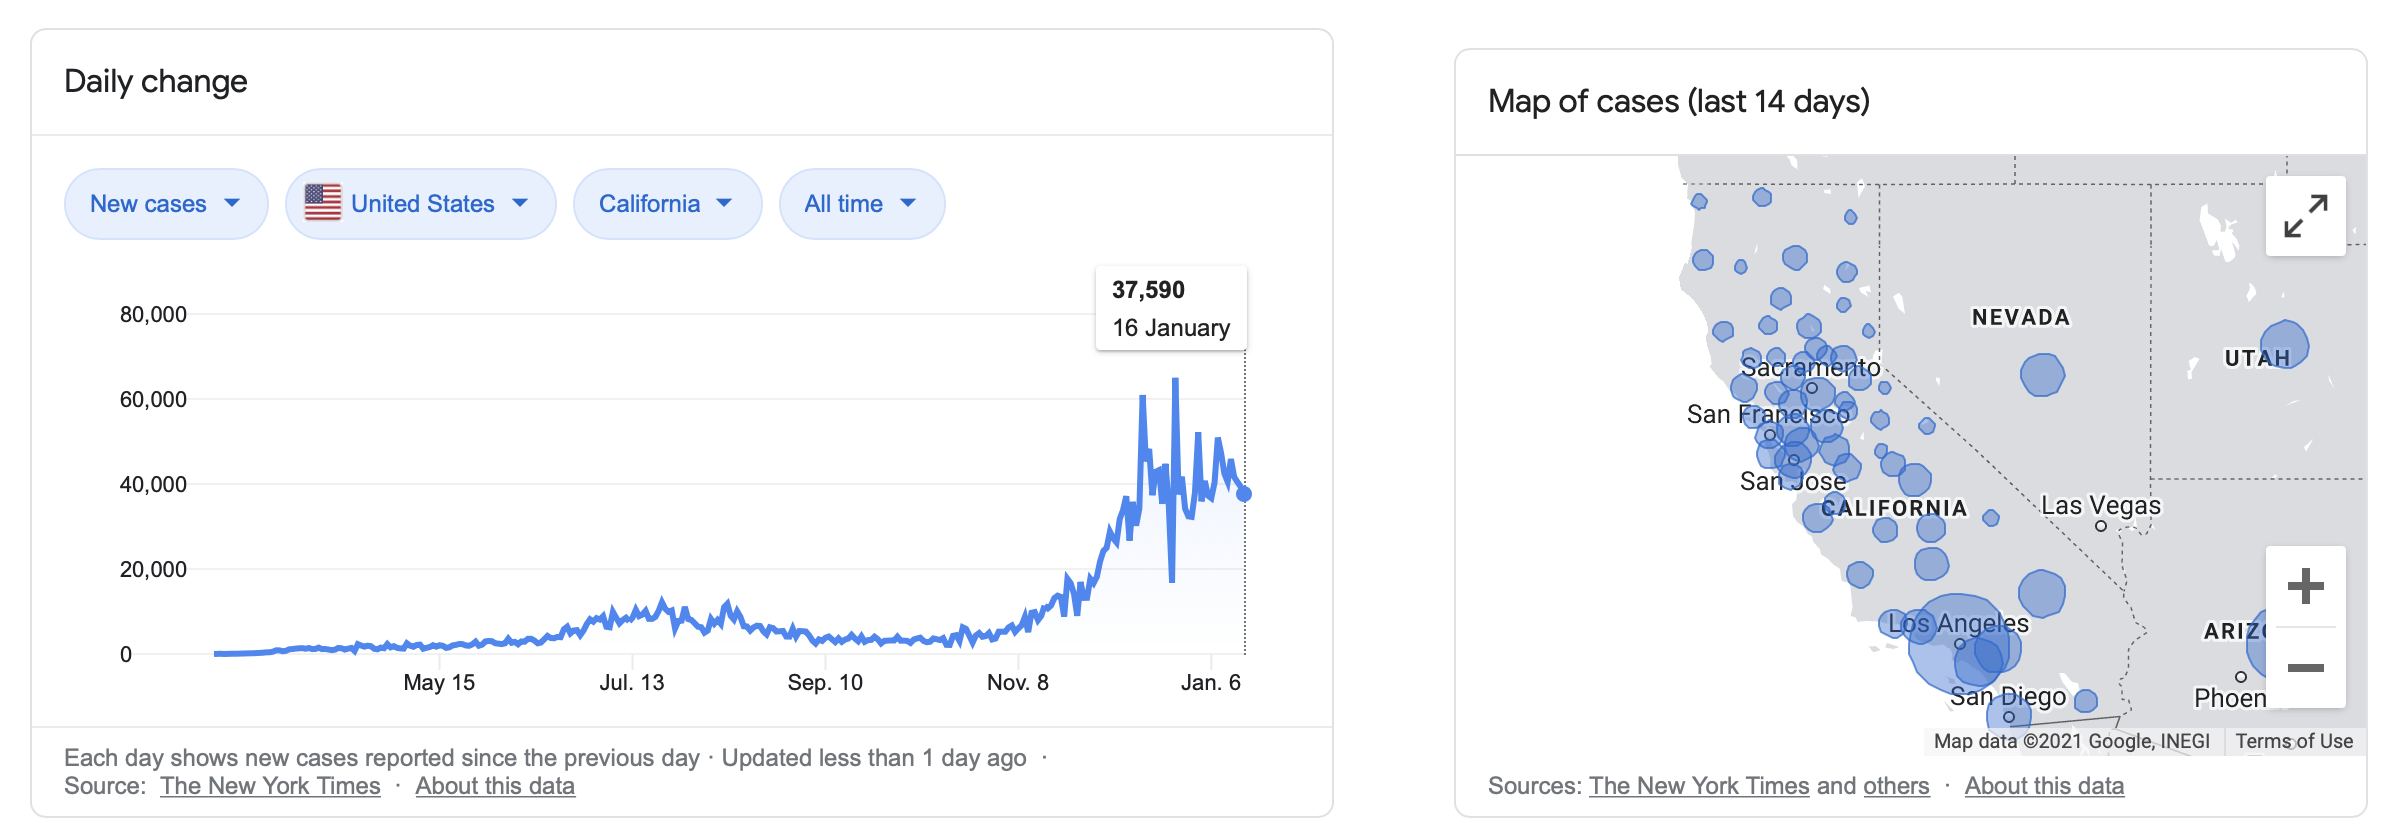 Daily change
New cases
United States
California
All time
37,590
16 January
80,000
60,000
40,000
20,000
0
May 15
Jul. 13
Sep. 10
Nov. 8
Jan. 6
Each day shows new cases reported since the previous day · Updated less than 1 day ago ·
Source: The New York Times · About this data
Map of cases (last 14 days)
NEVADA
UTAH
Sacramento
San Francisco
San Jose
CALIFORNIA
Las Vegas
Los Angeles
ARIZ
San Diego
Phoen
Map data ©2021 Google, INEGI
Terms of Use
Sources: The New York Times and others · About this data